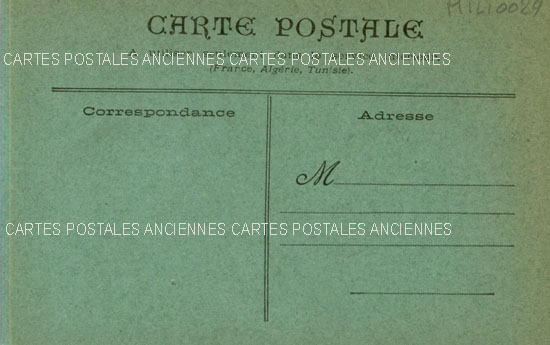 MIL10029
CARTE POSTALE
CARTES POSTALES ANCIENNES CARTES POSTALES ANCIENNES
(France, Algérie, Tunisie).
Correspondance
Adresse
M
CARTES POSTALES ANCIENNES CARTES POSTALES ANCIENNES